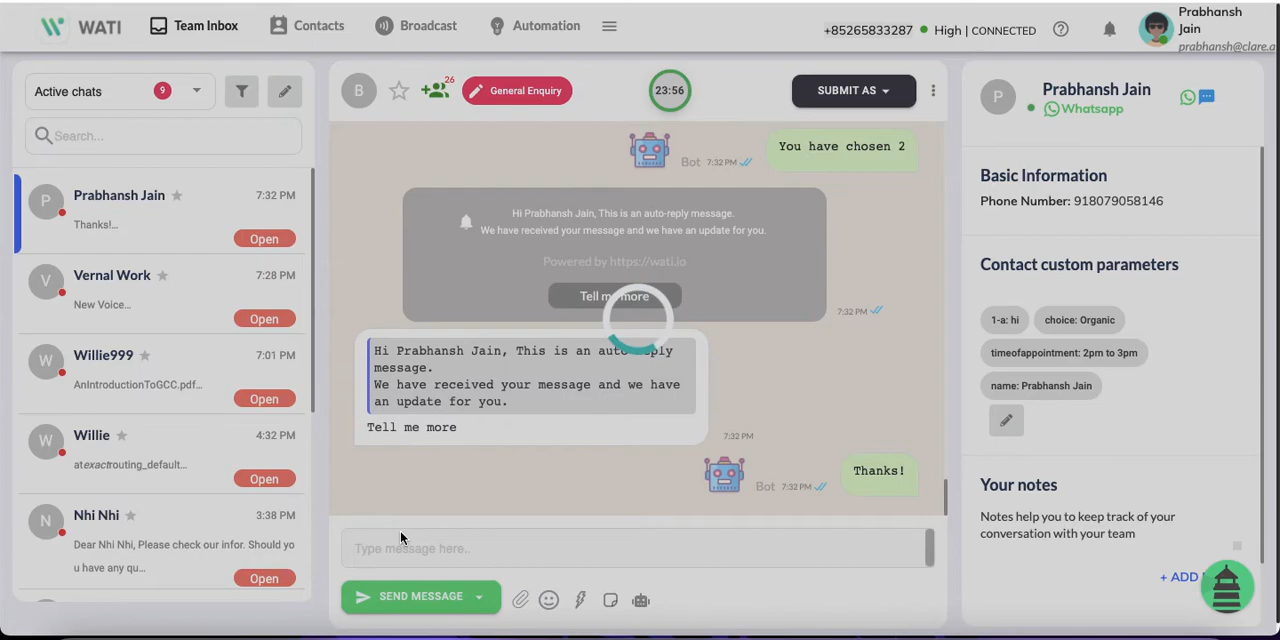 WATI
Team Inbox
Contacts
Broadcast
Automation
+85265833287
High | CONNECTED
Prabhansh
Jain
prabhansh@clare.a
Active chats
9
Search...
Prabhansh Jain
7:32 PM
Thanks!...
Open
Vernal Work
7:28 PM
New Voice...
Open
Willie999
7:01 PM
AnIntroductionToGCC.pdf...
Open
Willie
4:32 PM
atexactrouting_default...
Open
Nhi Nhi
3:38 PM
Dear Nhi Nhi, Please check our infor. Should yo
u have any qu...
Open
B
26
General Enquiry
23:56
SUBMIT AS
You have chosen 2
Bot 7:32 PM
Hi Prabhansh Jain, This is an auto-reply message.
We have received your message and we have an update for you.
Powered by https://wati.io
Tell me more
7:32 PM
Hi Prabhansh Jain, This is an auto-reply
message.
We have received your message and we have
an update for you.
Tell me more
7:32 PM
Thanks!
Bot 7:32 PM
Type message here..
SEND MESSAGE
P
Prabhansh Jain
Whatsapp
Basic Information
Phone Number: 918079058146
Contact custom parameters
1-a: hi
choice: Organic
timeofappointment: 2pm to 3pm
name: Prabhansh Jain
Your notes
Notes help you to keep track of your
conversation with your team
+ ADD